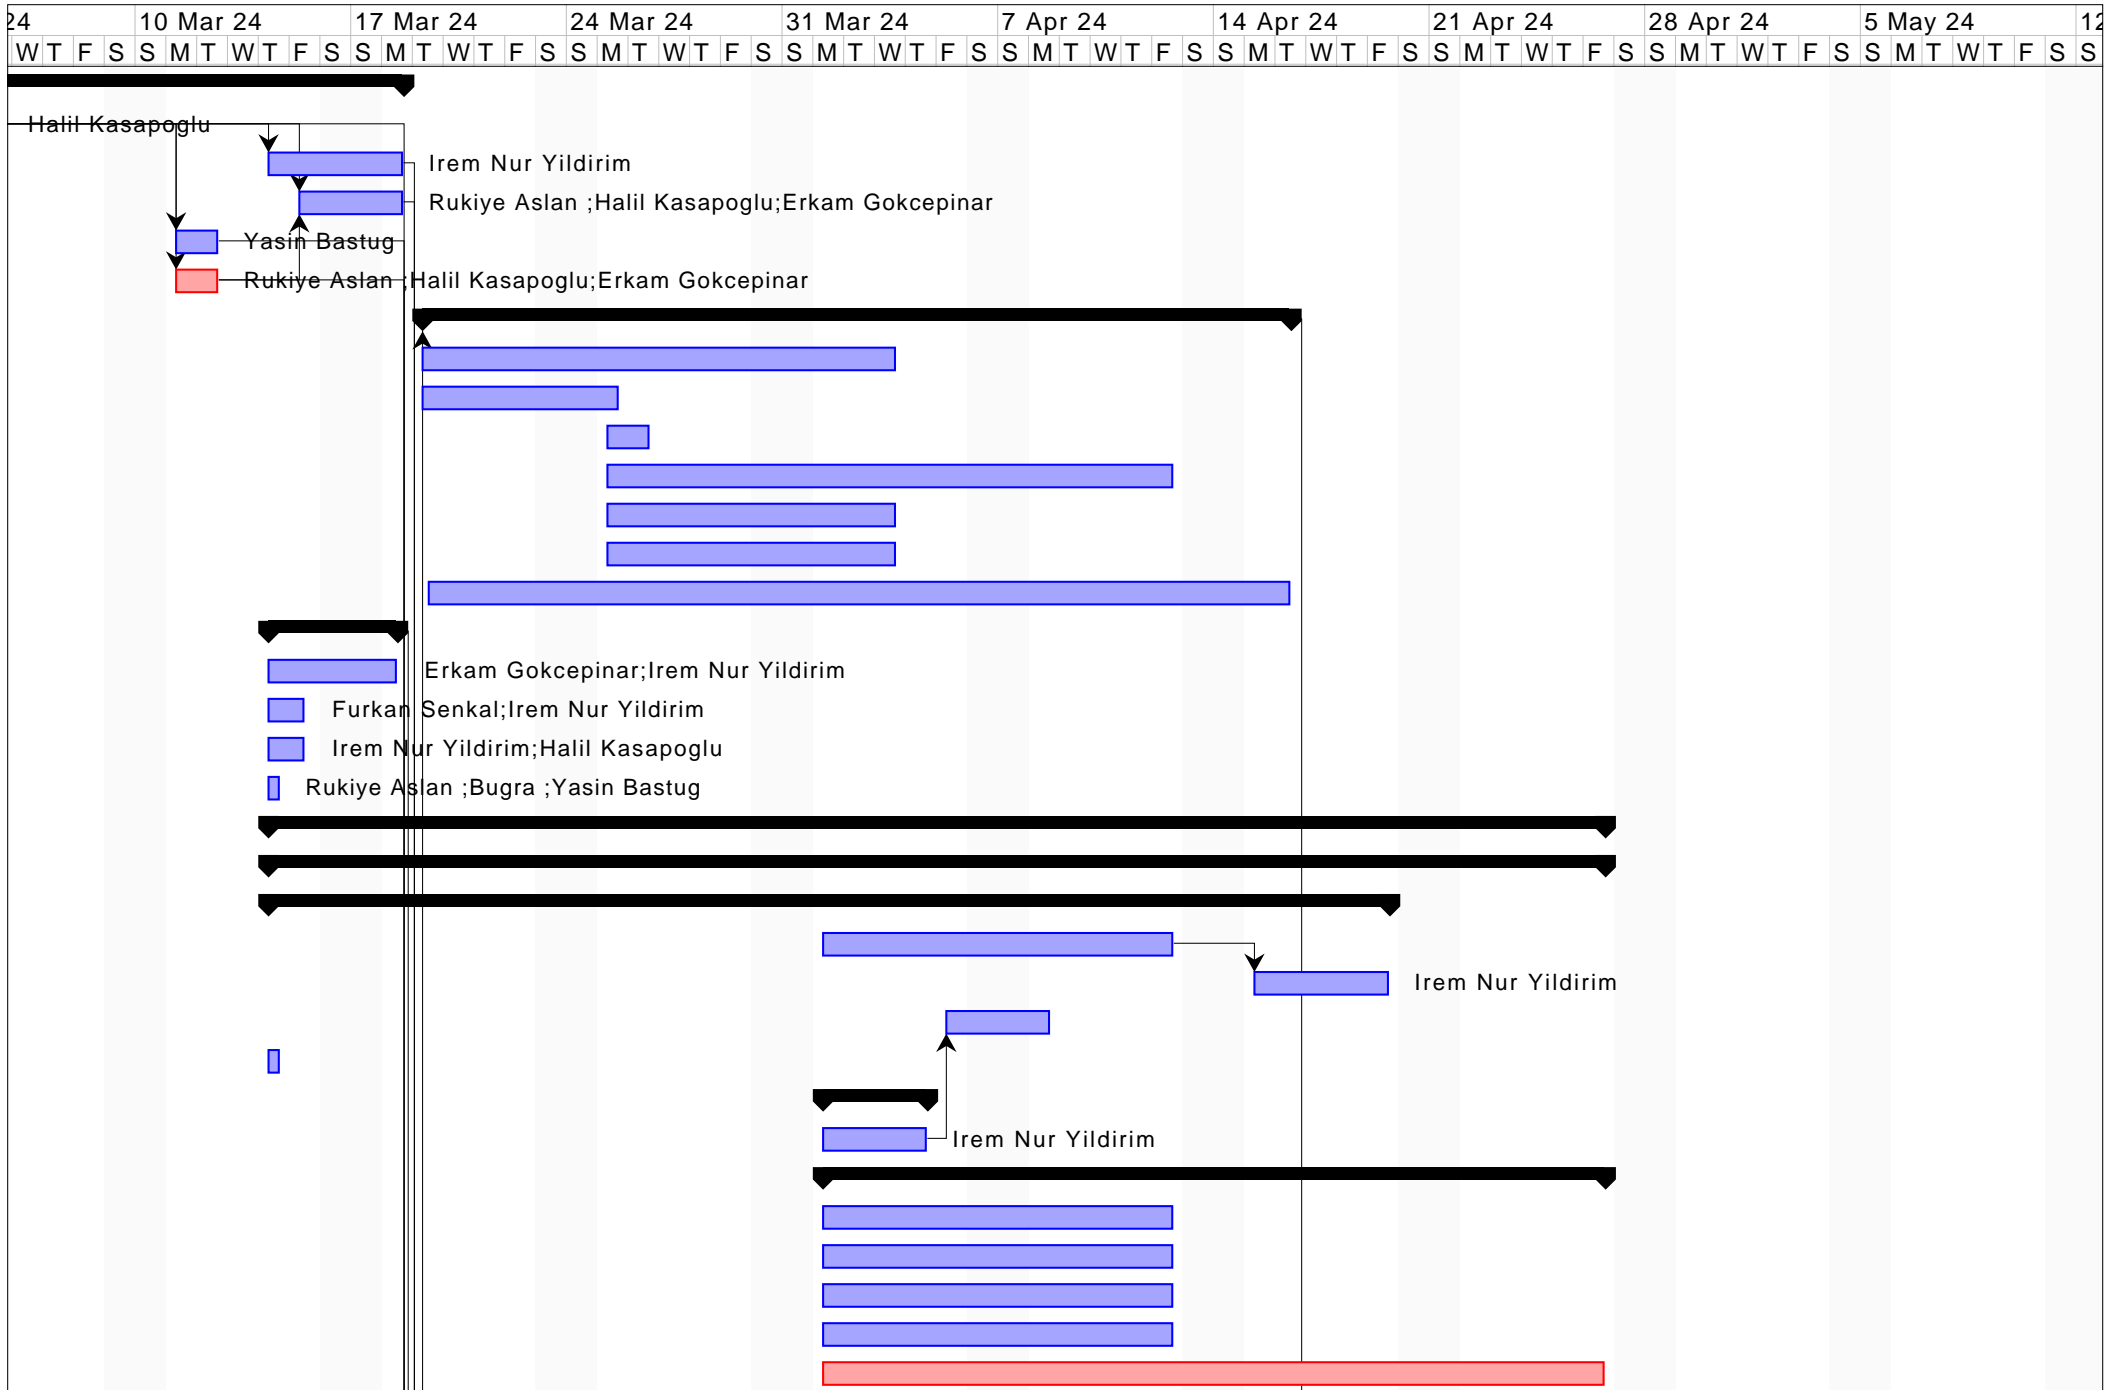 24 10 Mar 24 17 Mar 24 24 Mar 24 31 Mar 24 7 Apr 24 14 Apr 24 21 Apr 24 28 Apr 24 5 May 24 12
W T F S S M T W T F S S M T W T F S S M T W T F S S M T W T F S S M T W T F S S M T W T F S S M T W T F S S M T W T F S S M T W T F S S
Halil Kasapoglu
Irem Nur Yildirim
Rukiye Aslan ;Halil Kasapoglu;Erkam Gokcepinar
Yasin Bastug
Rukiye Aslan ;Halil Kasapoglu;Erkam Gokcepinar
Erkam Gokcepinar;Irem Nur Yildirim
Furkan Senkal;Irem Nur Yildirim
Irem Nur Yildirim;Halil Kasapoglu
Rukiye Aslan ;Bugra ;Yasin Bastug
Irem Nur Yildirim
Irem Nur Yildirim